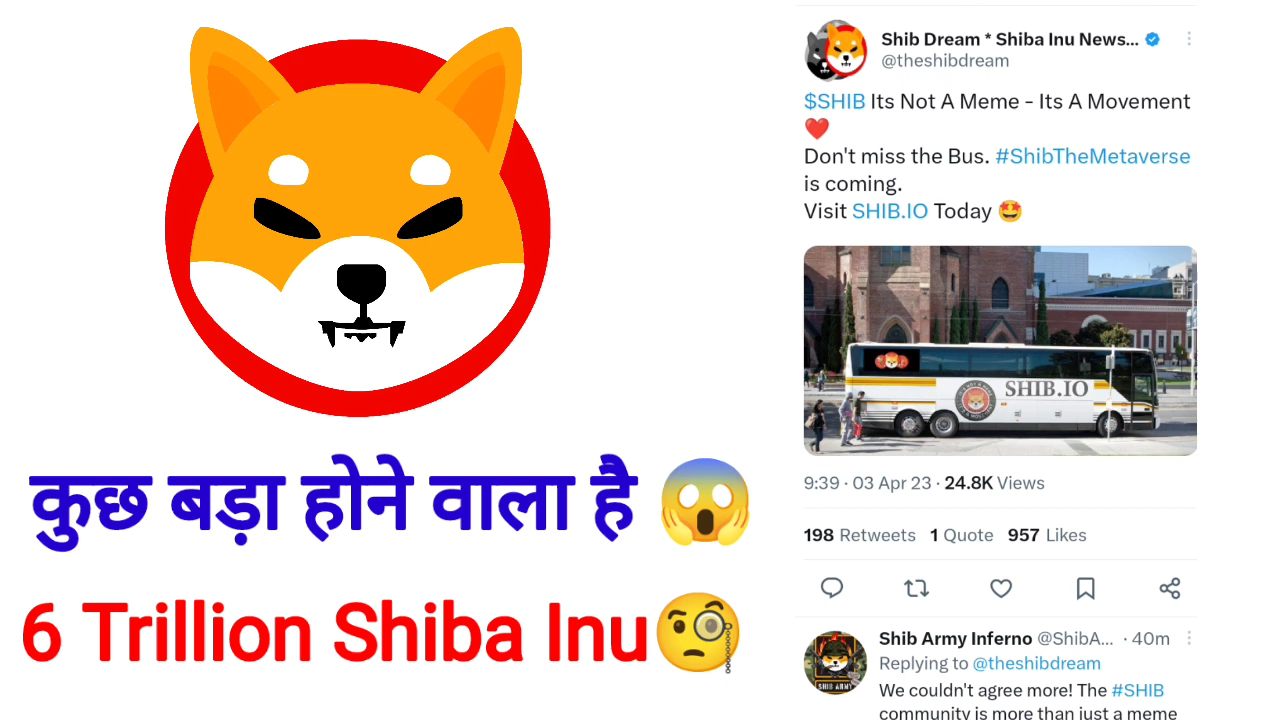 कुछ बड़ा होने वाला है 😱
6 Trillion Shiba Inu🧐
Shib Dream * Shiba Inu News...
@theshibdream
$SHIB Its Not A Meme - Its A Movement
❤️
Don't miss the Bus. #ShibTheMetaverse
is coming.
Visit SHIB.IO Today 🤩
SHIB.IO
9:39 · 03 Apr 23 · 24.8K Views
198 Retweets 1 Quote 957 Likes
Shib Army Inferno @ShibA... · 40m
Replying to @theshibdream
SHIB ARMY
We couldn't agree more! The #SHIB
community is more than just a meme